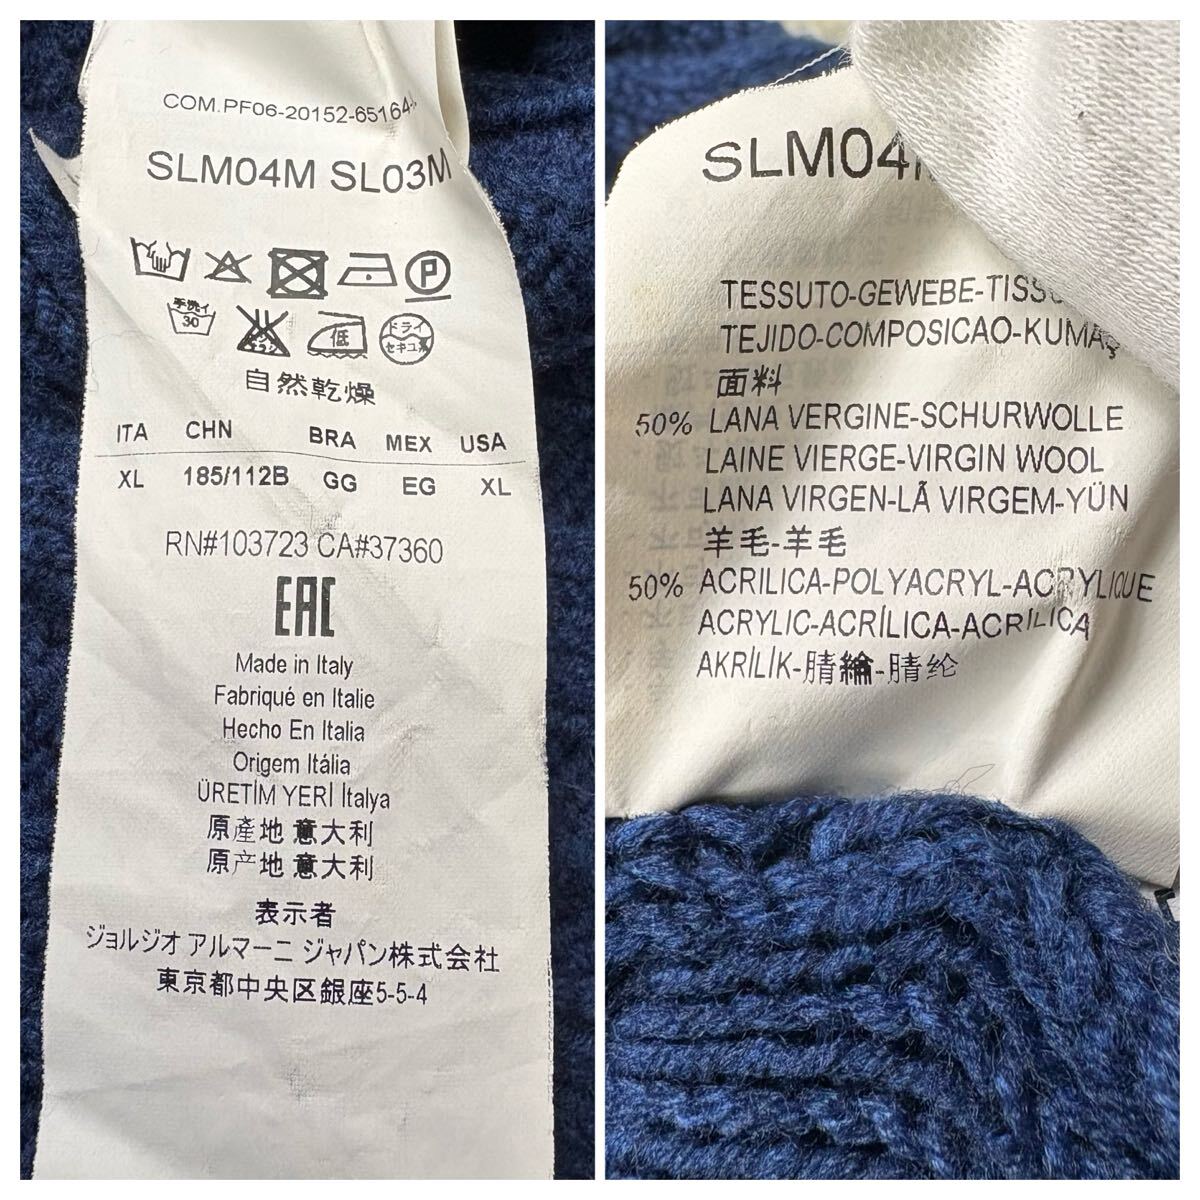 COM.PF06-20152-65164
SLM04M SL03M
P
手洗イ
30
低
ドライ
セキユ系
自然乾燥
ITA CHN BRA MEX USA
XL 185/112B GG EG XL
RN#103723 CA#37360
EAC
Made in Italy
Fabriqué en Italie
Hecho En Italia
Origem Itália
ÜRETİM YERİ İtalya
原產地 意大利
原产地 意大利
表示者
ジョルジオ アルマーニ ジャパン株式会社
東京都中央区銀座5-5-4
SLM04
TESSUTO-GEWEBE-TISS
TEJIDO-COMPOSICAO-KUMAŞ
面料
50% LANA VERGINE-SCHURWOLLE
LAINE VIERGE-VIRGIN WOOL
LANA VIRGEN-LÃ VIRGEM-YÜN
羊毛-羊毛
50% ACRILICA-POLYACRYL-ACRYLIQUE
ACRYLIC-ACRÍLICA-ACRÍLICA
AKRİLİK-腈綸-腈纶